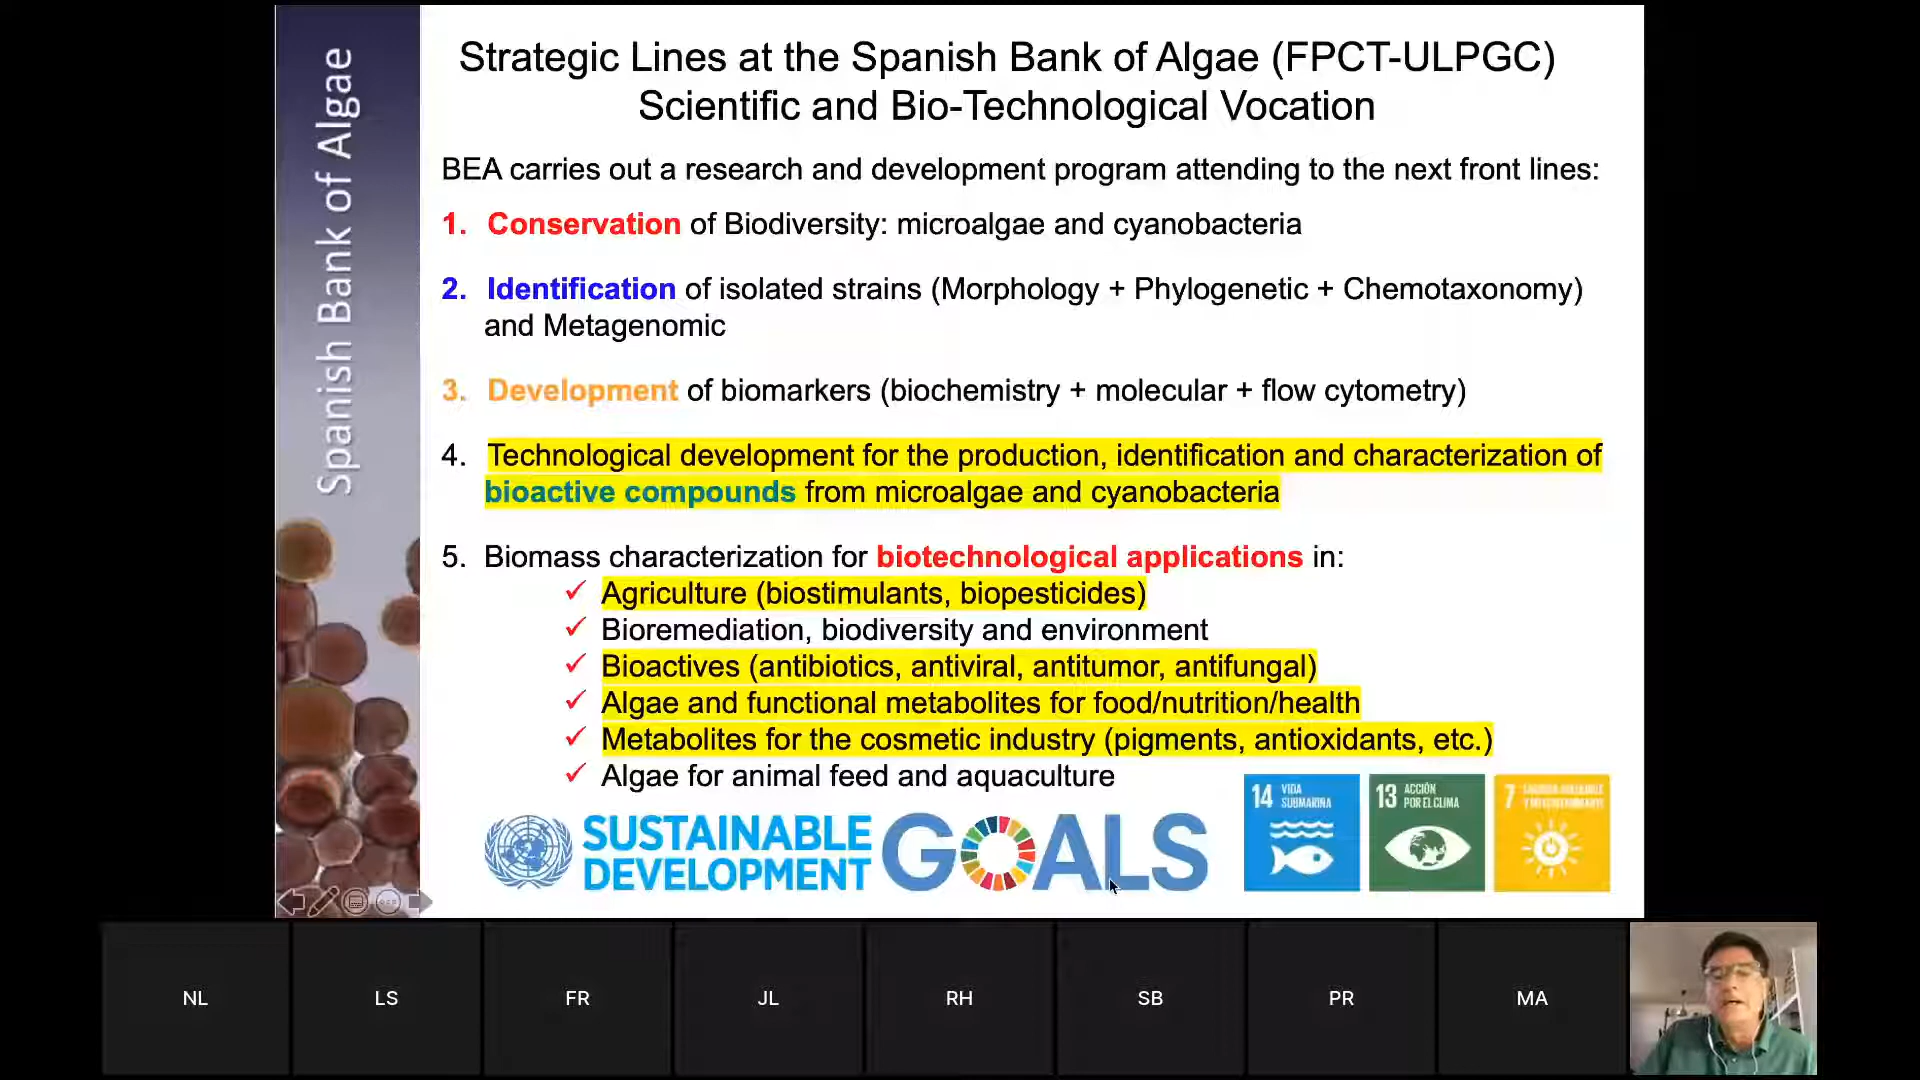 Spanish Bank of Algae
Strategic Lines at the Spanish Bank of Algae (FPCT-ULPGC)
Scientific and Bio-Technological Vocation
BEA carries out a research and development program attending to the next front lines:
1. Conservation of Biodiversity: microalgae and cyanobacteria
2. Identification of isolated strains (Morphology + Phylogenetic + Chemotaxonomy)
and Metagenomic
3. Development of biomarkers (biochemistry + molecular + flow cytometry)
4. Technological development for the production, identification and characterization of
bioactive compounds from microalgae and cyanobacteria
5. Biomass characterization for biotechnological applications in:
✓ Agriculture (biostimulants, biopesticides)
✓ Bioremediation, biodiversity and environment
✓ Bioactives (antibiotics, antiviral, antitumor, antifungal)
✓ Algae and functional metabolites for food/nutrition/health
✓ Metabolites for the cosmetic industry (pigments, antioxidants, etc.)
✓ Algae for animal feed and aquaculture
SUSTAINABLE
DEVELOPMENT
GOALS
14 VIDA
SUBMARINA
13 ACCIÓN
POR EL CLIMA
7
NL
LS
FR
JL
RH
SB
PR
MA